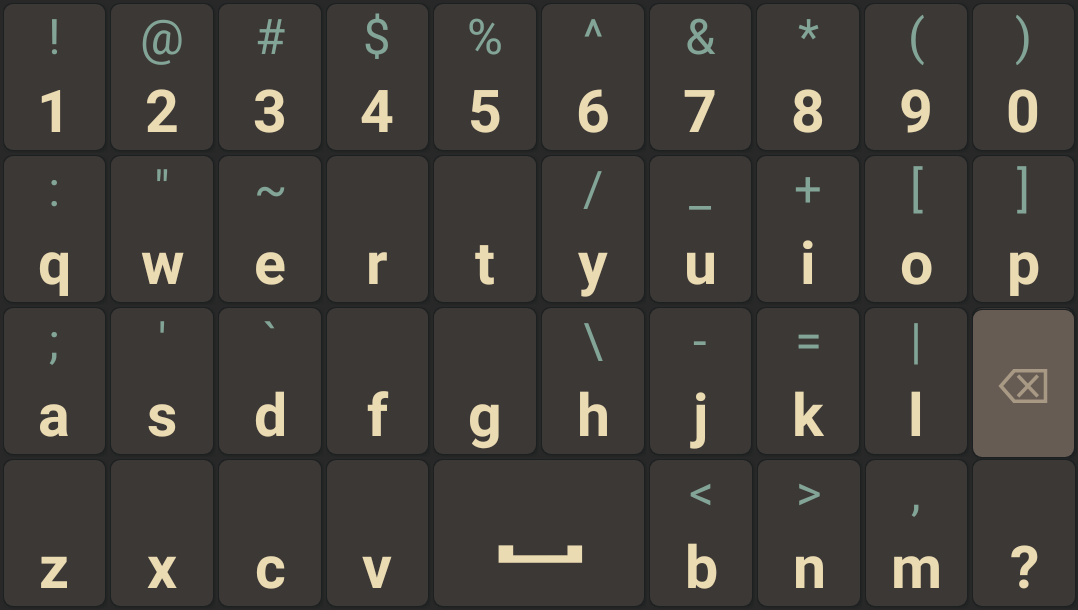 ! @ # $ % ^ & * ( )
1 2 3 4 5 6 7 8 9 0
: " ~ / _ + [ ]
q w e r t y u i o p
; ' ` \ - = |
a s d f g h j k l
< > ,
z x c v b n m ?